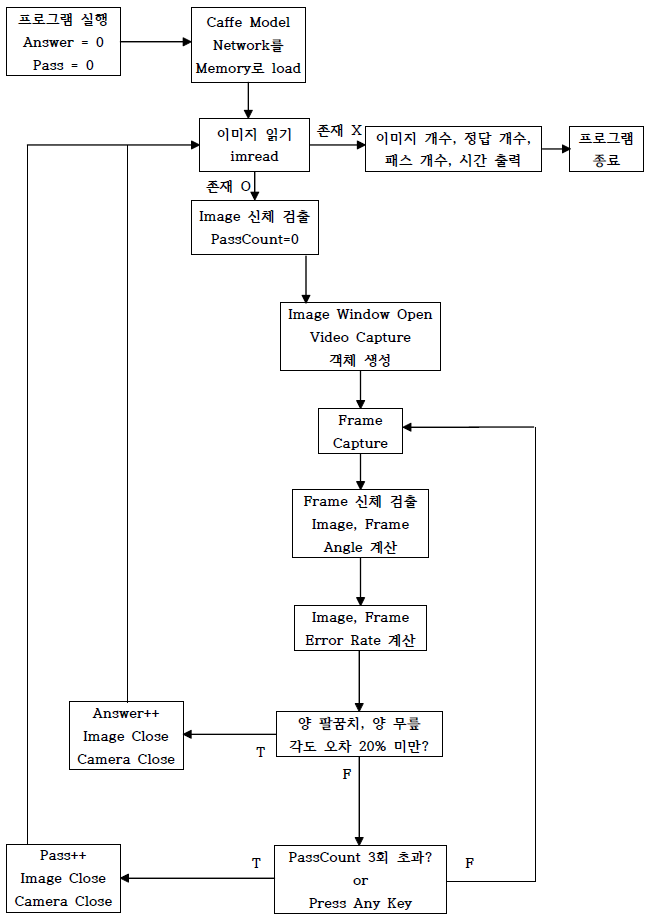 프로그램 실행
Answer = 0
Pass = 0
Caffe Model
Network를
Memory로 load
이미지 읽기
imread
존재 X
이미지 개수, 정답 개수,
패스 개수, 시간 출력
프로그램
종료
존재 O
Image 신체 검출
PassCount=0
Image Window Open
Video Capture
객체 생성
Frame
Capture
Frame 신체 검출
Image, Frame
Angle 계산
Image, Frame
Error Rate 계산
양 팔꿈치, 양 무릎
각도 오차 20% 미만?
T
F
Answer++
Image Close
Camera Close
PassCount 3회 초과?
or
Press Any Key
T
F
Pass++
Image Close
Camera Close